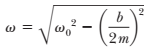 ω = √(ω₀² − (b/2m)²)